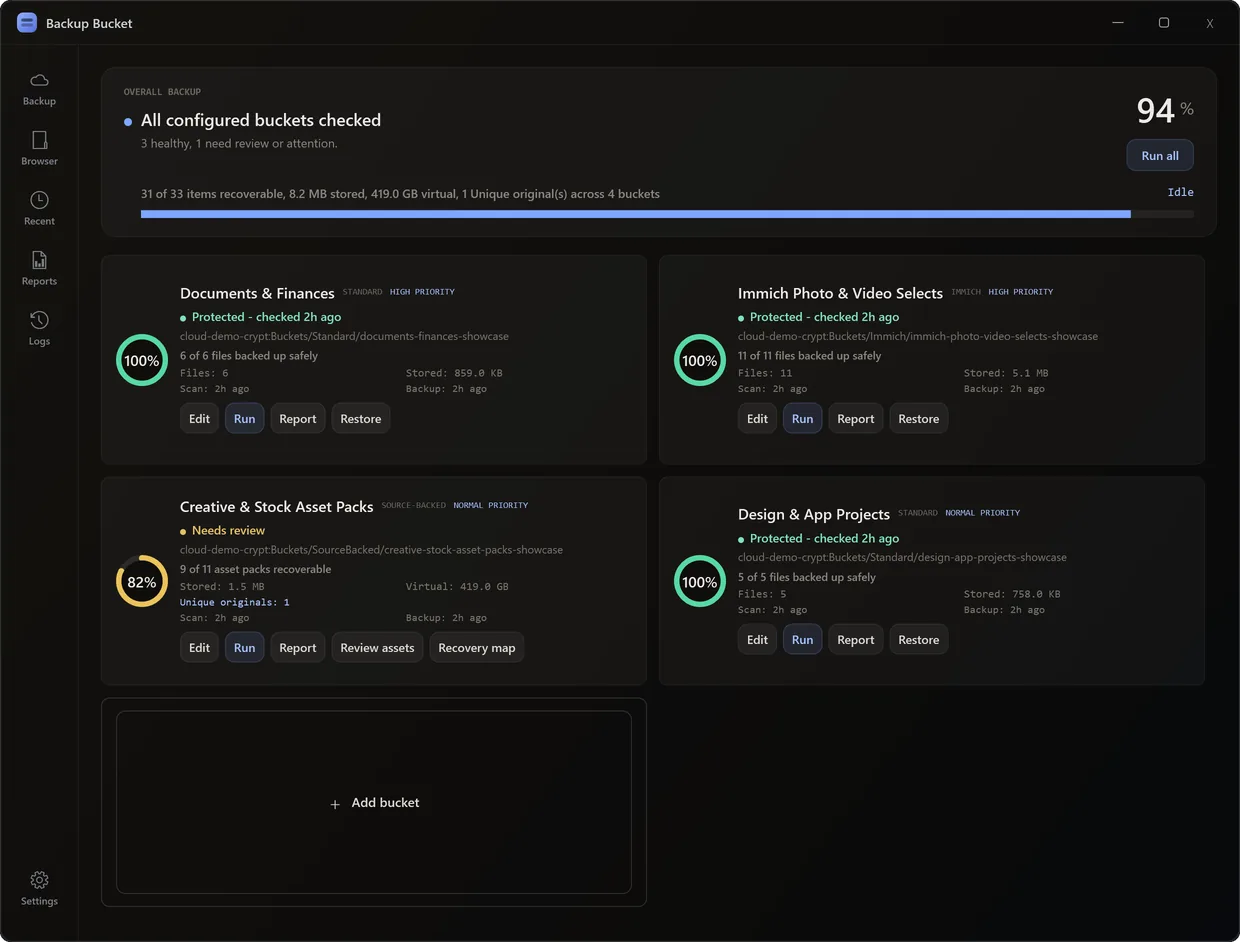 Backup Bucket
X
Backup
Browser
Recent
Reports
Logs
Settings
OVERALL BACKUP
All configured buckets checked
3 healthy, 1 need review or attention.
94 %
Run all
31 of 33 items recoverable, 8.2 MB stored, 419.0 GB virtual, 1 Unique original(s) across 4 buckets
Idle
Documents & Finances STANDARD HIGH PRIORITY
Protected - checked 2h ago
cloud-demo-crypt:Buckets/Standard/documents-finances-showcase
100%
6 of 6 files backed up safely
Files: 6 Stored: 859.0 KB
Scan: 2h ago Backup: 2h ago
Edit Run Report Restore
Immich Photo & Video Selects IMMICH HIGH PRIORITY
Protected - checked 2h ago
cloud-demo-crypt:Buckets/Immich/immich-photo-video-selects-showcase
100%
11 of 11 files backed up safely
Files: 11 Stored: 5.1 MB
Scan: 2h ago Backup: 2h ago
Edit Run Report Restore
Creative & Stock Asset Packs SOURCE-BACKED NORMAL PRIORITY
Needs review
cloud-demo-crypt:Buckets/SourceBacked/creative-stock-asset-packs-showcase
82%
9 of 11 asset packs recoverable
Stored: 1.5 MB Virtual: 419.0 GB
Unique originals: 1
Scan: 2h ago Backup: 2h ago
Edit Run Report Review assets Recovery map
Design & App Projects STANDARD NORMAL PRIORITY
Protected - checked 2h ago
cloud-demo-crypt:Buckets/Standard/design-app-projects-showcase
100%
5 of 5 files backed up safely
Files: 5 Stored: 758.0 KB
Scan: 2h ago Backup: 2h ago
Edit Run Report Restore
+ Add bucket